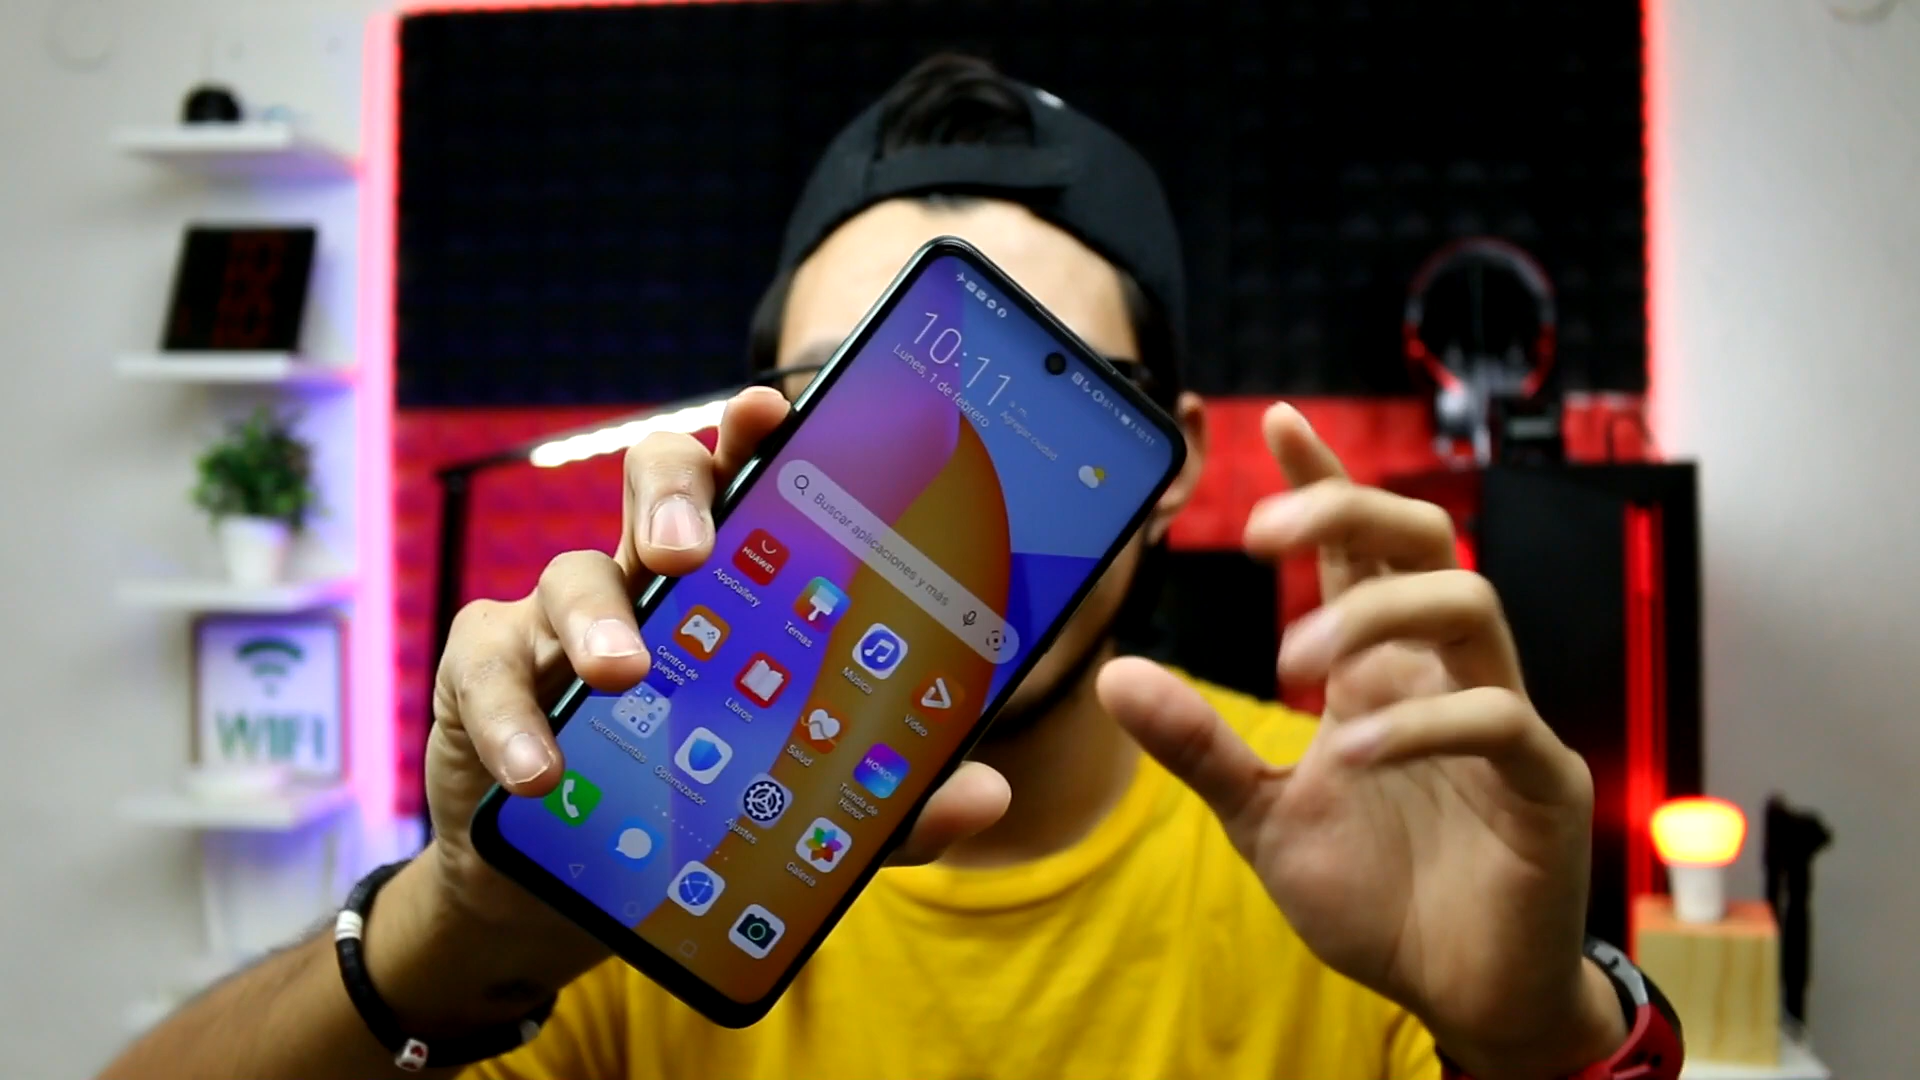 10:11 a. m.
Lunes, 1 de febrero
Agregar ciudad
Buscar aplicaciones y más
HUAWEI
AppGallery
Temas
Música
Video
Centro de
juegos
Libros
Salud
HONOR
Tienda de
Honor
Herramientas
Optimizador
Ajustes
Galería
WIFI